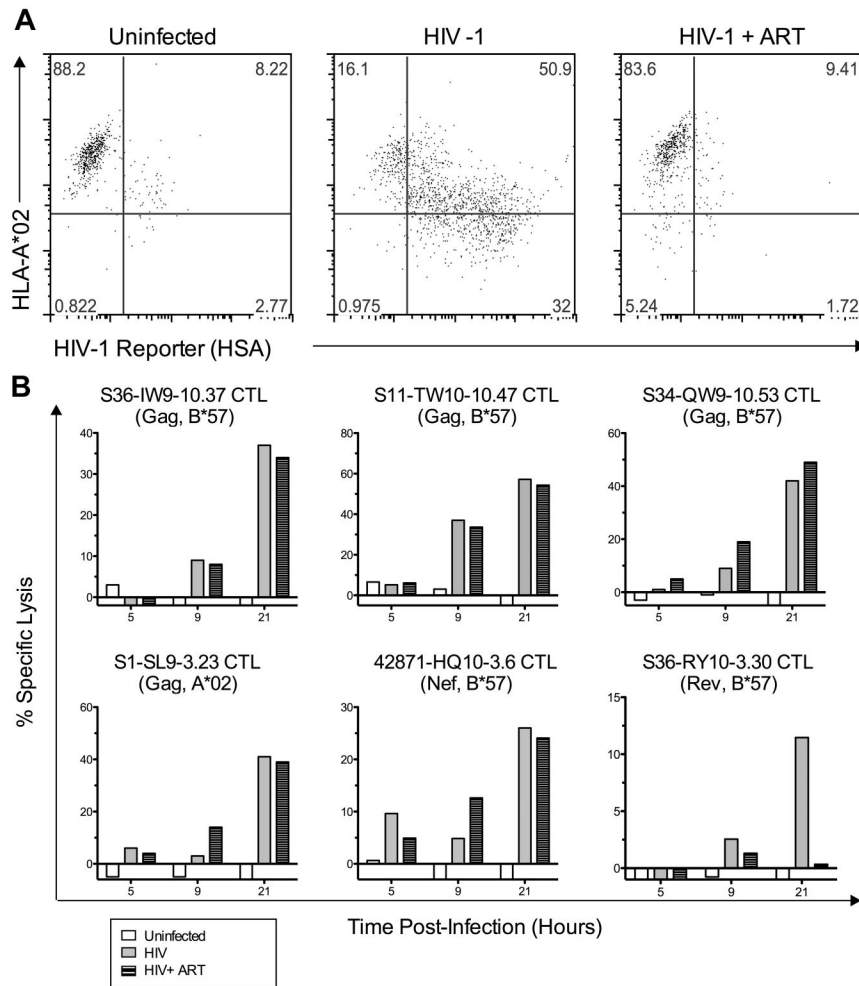 A
Uninfected HIV -1 HIV-1 + ART
88.2 8.22 16.1 50.9 83.6 9.41
HLA-A*02
0.822 2.77 0.975 32 5.24 1.72
HIV-1 Reporter (HSA)
B
S36-IW9-10.37 CTL S11-TW10-10.47 CTL S34-QW9-10.53 CTL
(Gag, B*57) (Gag, B*57) (Gag, B*57)
40 80 60
30 60
40
20 40
20
10 20
0 0 0
5 9 21 5 9 21 5 9 21
% Specific Lysis
S1-SL9-3.23 CTL 42871-HQ10-3.6 CTL S36-RY10-3.30 CTL
(Gag, A*02) (Nef, B*57) (Rev, B*57)
60 30 15
40 20 10
20 10 5
0 0 0
5 9 21 5 9 21 5 9 21
Time Post-Infection (Hours)
Uninfected
HIV
HIV+ ART